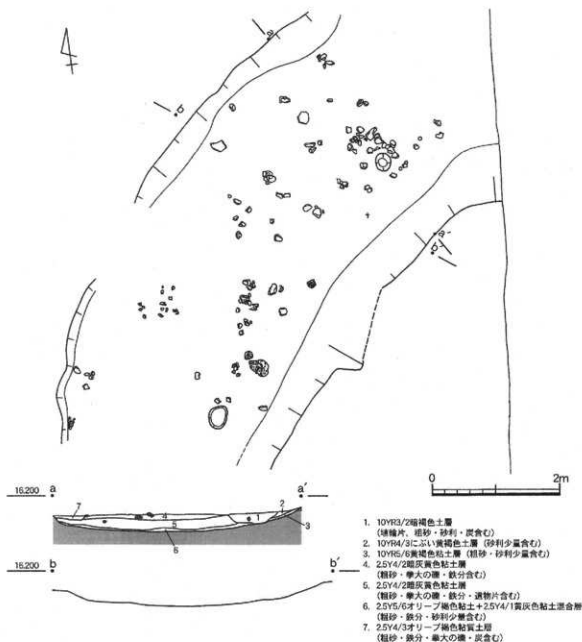 a
b
a'
b'
0
2m
16.200
a
a'
7
4
5
6
1
2
3
16.200
b
b'
1. 10YR3/2暗褐色土層
(埴輪片、粗砂・砂利・炭含む)
2. 10YR4/3にぶい黄褐色土層(砂利少量含む)
3. 10YR5/6黄褐色粘土層(粗砂・砂利少量含む)
4. 2.5Y4/2暗灰黄色粘土層
(粗砂・拳大の礫・鉄分含む)
5. 2.5Y4/2暗灰黄色粘土層
(粗砂・拳大の礫・鉄分・遺物片含む)
6. 2.5Y5/6オリーブ褐色粘土+2.5Y4/1黄灰色粘土混合層
(粗砂・鉄分・砂利少量含む)
7. 2.5Y4/3オリーブ褐色粘質土層
(粗砂・鉄分・拳大の礫・炭含む)